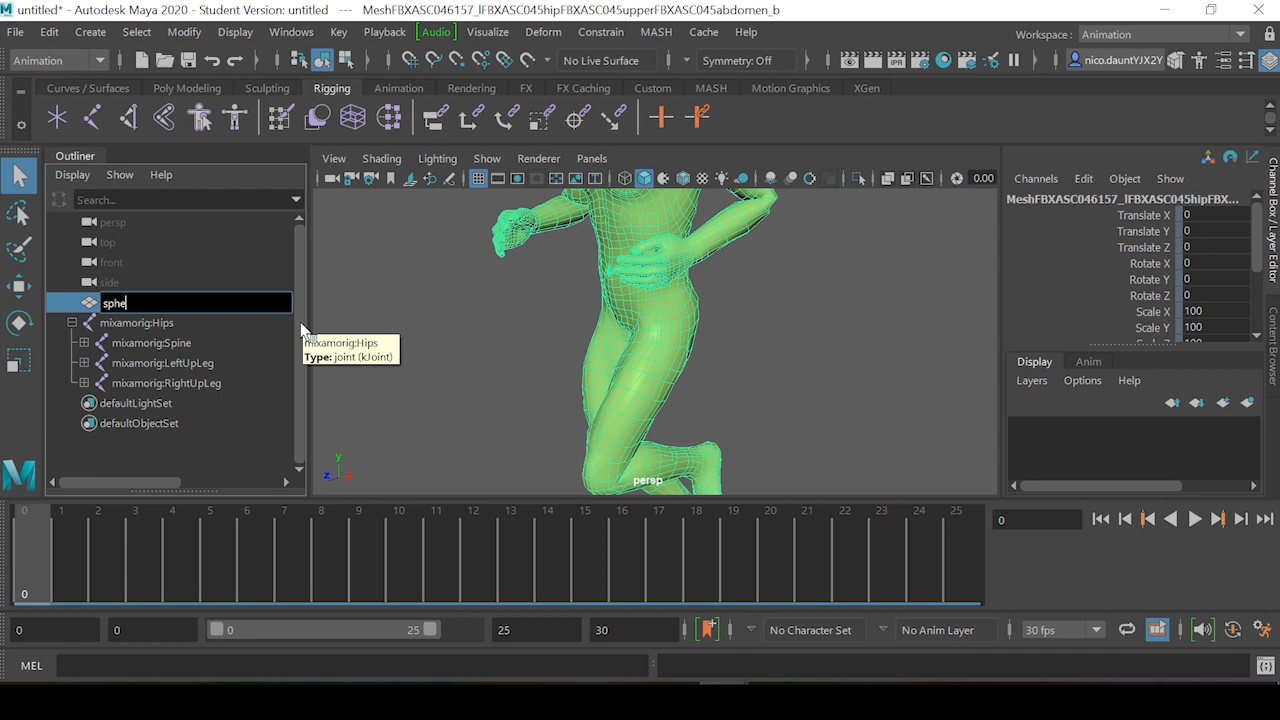 untitled* - Autodesk Maya 2020 - Student Version: untitled --- MeshFBXASC046157_IFBXASC045hipFBXASC045upperFBXASC045abdomen_b
File Edit Create Select Modify Display Windows Key Playback Audio Visualize Deform Constrain MASH Cache Help Workspace : Animation
Animation No Live Surface Symmetry: Off IPR nico.dauntYJX2Y
Curves / Surfaces Poly Modeling Sculpting Rigging Animation Rendering FX FX Caching Custom MASH Motion Graphics XGen
Outliner
Display Show Help
Search...
persp
top
front
side
sphe
mixamorig:Hips
mixamorig:Spine
mixamorig:LeftUpLeg
mixamorig:RightUpLeg
defaultLightSet
defaultObjectSet
mixamorig:Hips
Type: joint (kJoint)
View Shading Lighting Show Renderer Panels
0.00
y
z x
persp
Channels Edit Object Show
MeshFBXASC046157_IFBXASC045hipFBX...
Translate X 0
Translate Y 0
Translate Z 0
Rotate X 0
Rotate Y 0
Rotate Z 0
Scale X 100
Scale Y 100
Display Anim
Layers Options Help
Channel Box / Layer Editor
Content Browser
0 1 2 3 4 5 6 7 8 9 10 11 12 13 14 15 16 17 18 19 20 21 22 23 24 25
0
0
0 0 0 25 25 30 No Character Set No Anim Layer 30 fps
MEL